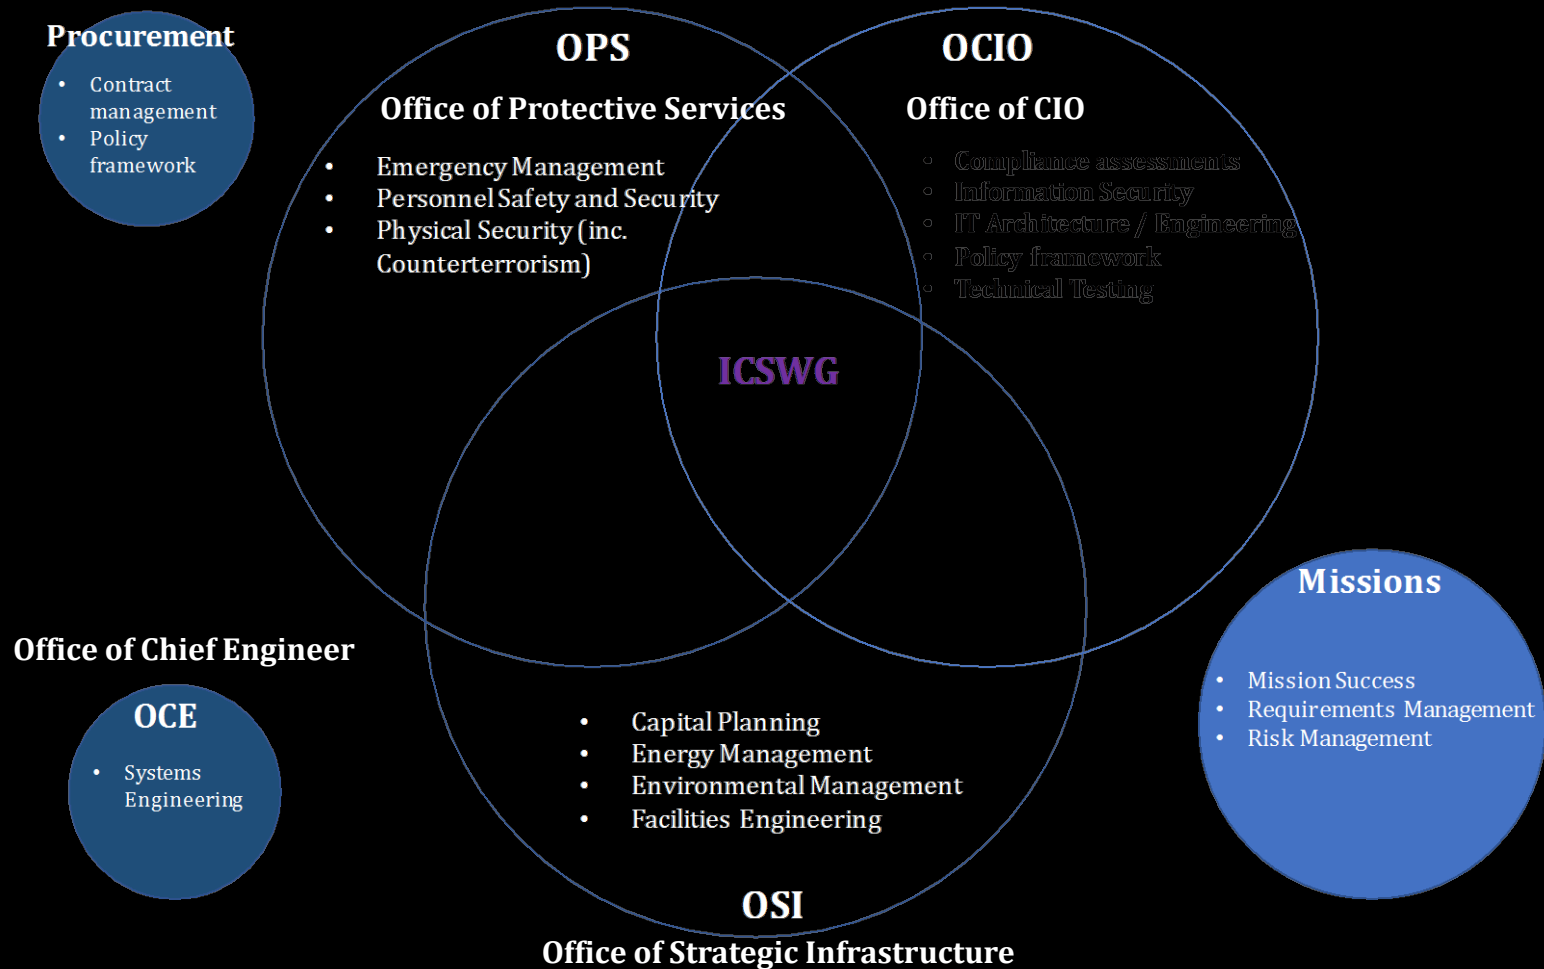 Procurement
• Contract
management
• Policy
framework
OPS
Office of Protective Services
• Emergency Management
• Personnel Safety and Security
• Physical Security (inc.
Counterterrorism)
OCIO
Office of CIO
• Compliance assessments
• Information Security
• IT Architecture / Engineering
• Policy framework
• Technical Testing
ICSWG
Office of Chief Engineer
OCE
• Systems
Engineering
• Capital Planning
• Energy Management
• Environmental Management
• Facilities Engineering
OSI
Office of Strategic Infrastructure
Missions
• Mission Success
• Requirements Management
• Risk Management